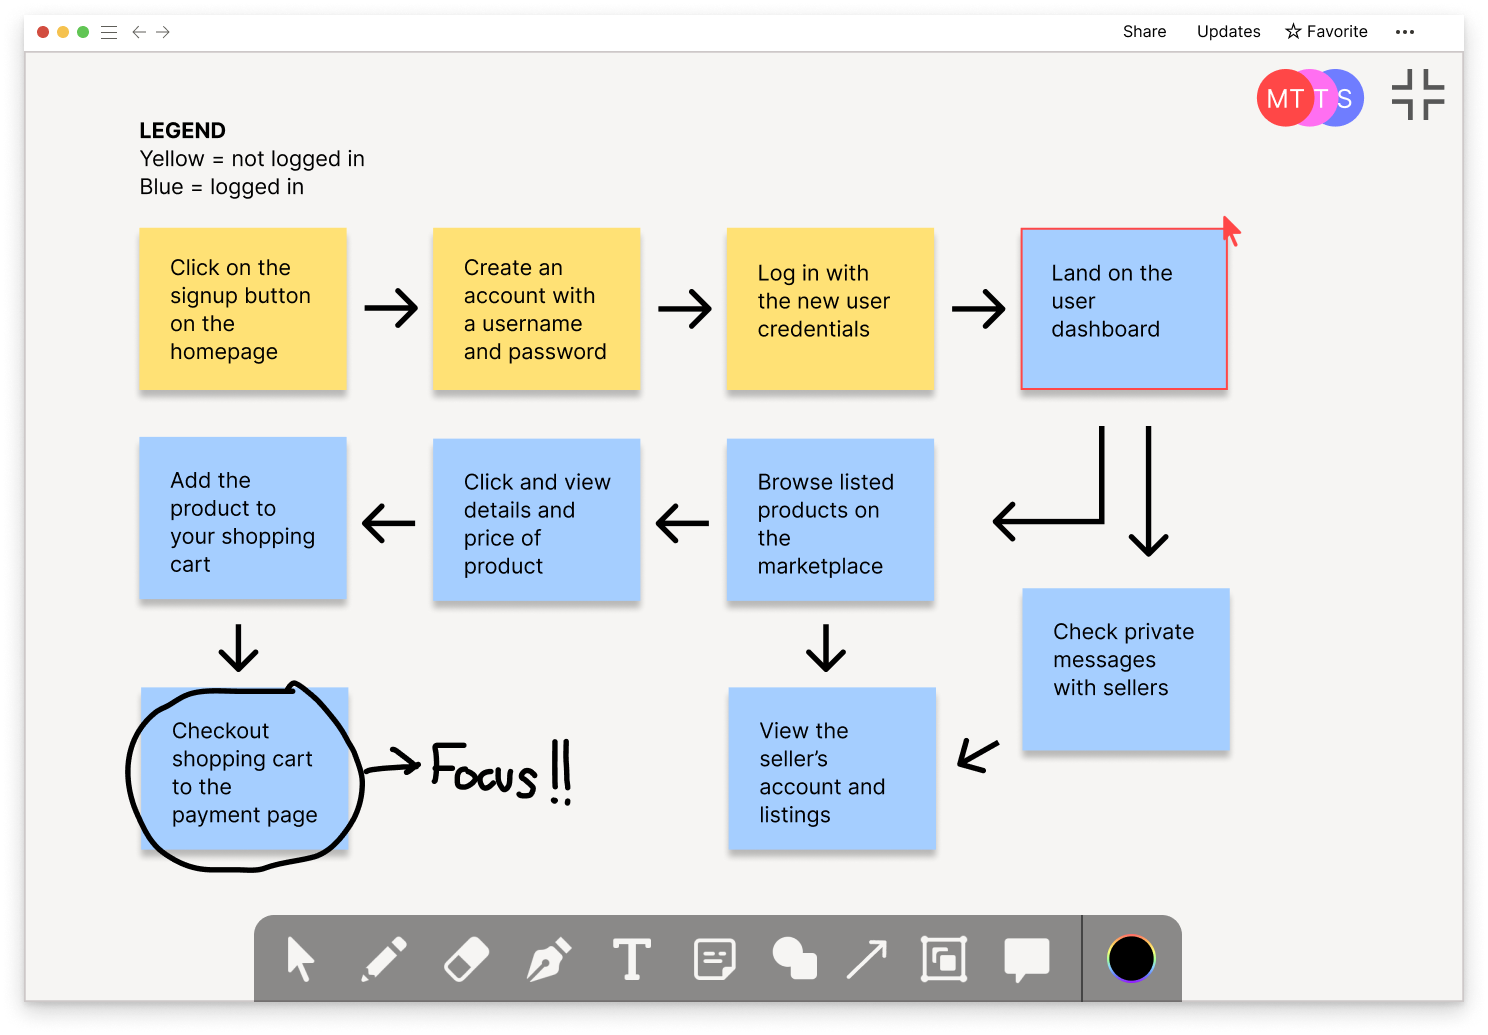 Share Updates Favorite
MT T S
LEGEND
Yellow = not logged in
Blue = logged in
Click on the
signup button
on the
homepage
Create an
account with
a username
and password
Log in with
the new user
credentials
Land on the
user
dashboard
Add the
product to
your shopping
cart
Click and view
details and
price of
product
Browse listed
products on
the
marketplace
Check private
messages
with sellers
Checkout
shopping cart
to the
payment page
Focus!!
View the
seller’s
account and
listings
T